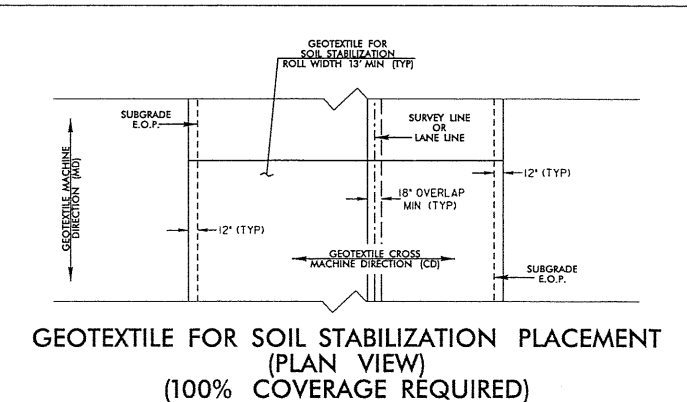 GEOTEXTILE FOR
SOIL STABILIZATION
ROLL WIDTH 13' MIN (TYP)
SUBGRADE
E.O.P.
SURVEY LINE
OR
LANE LINE
GEOTEXTILE MACHINE
DIRECTION (MD)
12" (TYP)
18" OVERLAP
MIN (TYP)
12" (TYP)
GEOTEXTILE CROSS
MACHINE DIRECTION (CD)
SUBGRADE
E.O.P.
GEOTEXTILE FOR SOIL STABILIZATION PLACEMENT
(PLAN VIEW)
(100% COVERAGE REQUIRED)